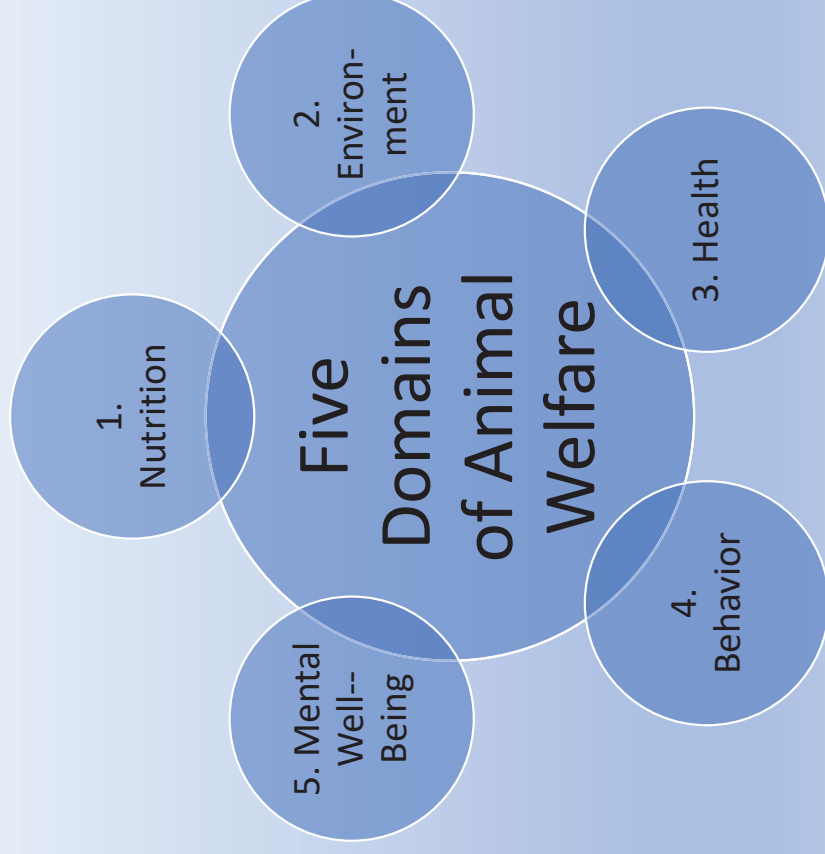 Five
Domains
of Animal
Welfare
1.
Nutrition
2.
Environ-
ment
3. Health
4.
Behavior
5. Mental
Well--
Being